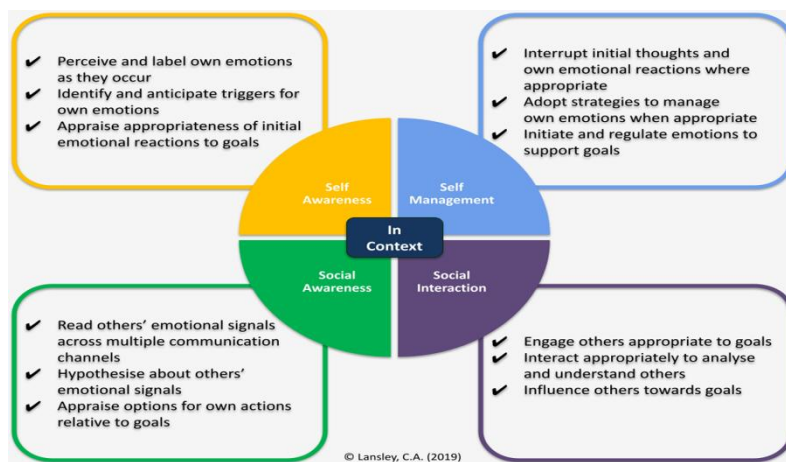 ✔ Perceive and label own emotions
as they occur
✔ Identify and anticipate triggers for
own emotions
✔ Appraise appropriateness of initial
emotional reactions to goals
✔ Interrupt initial thoughts and
own emotional reactions where
appropriate
✔ Adopt strategies to manage
own emotions when appropriate
✔ Initiate and regulate emotions to
support goals
Self
Awareness
Self
Management
In
Context
Social
Awareness
Social
Interaction
✔ Read others’ emotional signals
across multiple communication
channels
✔ Hypothesise about others’
emotional signals
✔ Appraise options for own actions
relative to goals
✔ Engage others appropriate to goals
✔ Interact appropriately to analyse
and understand others
✔ Influence others towards goals
© Lansley, C.A. (2019)